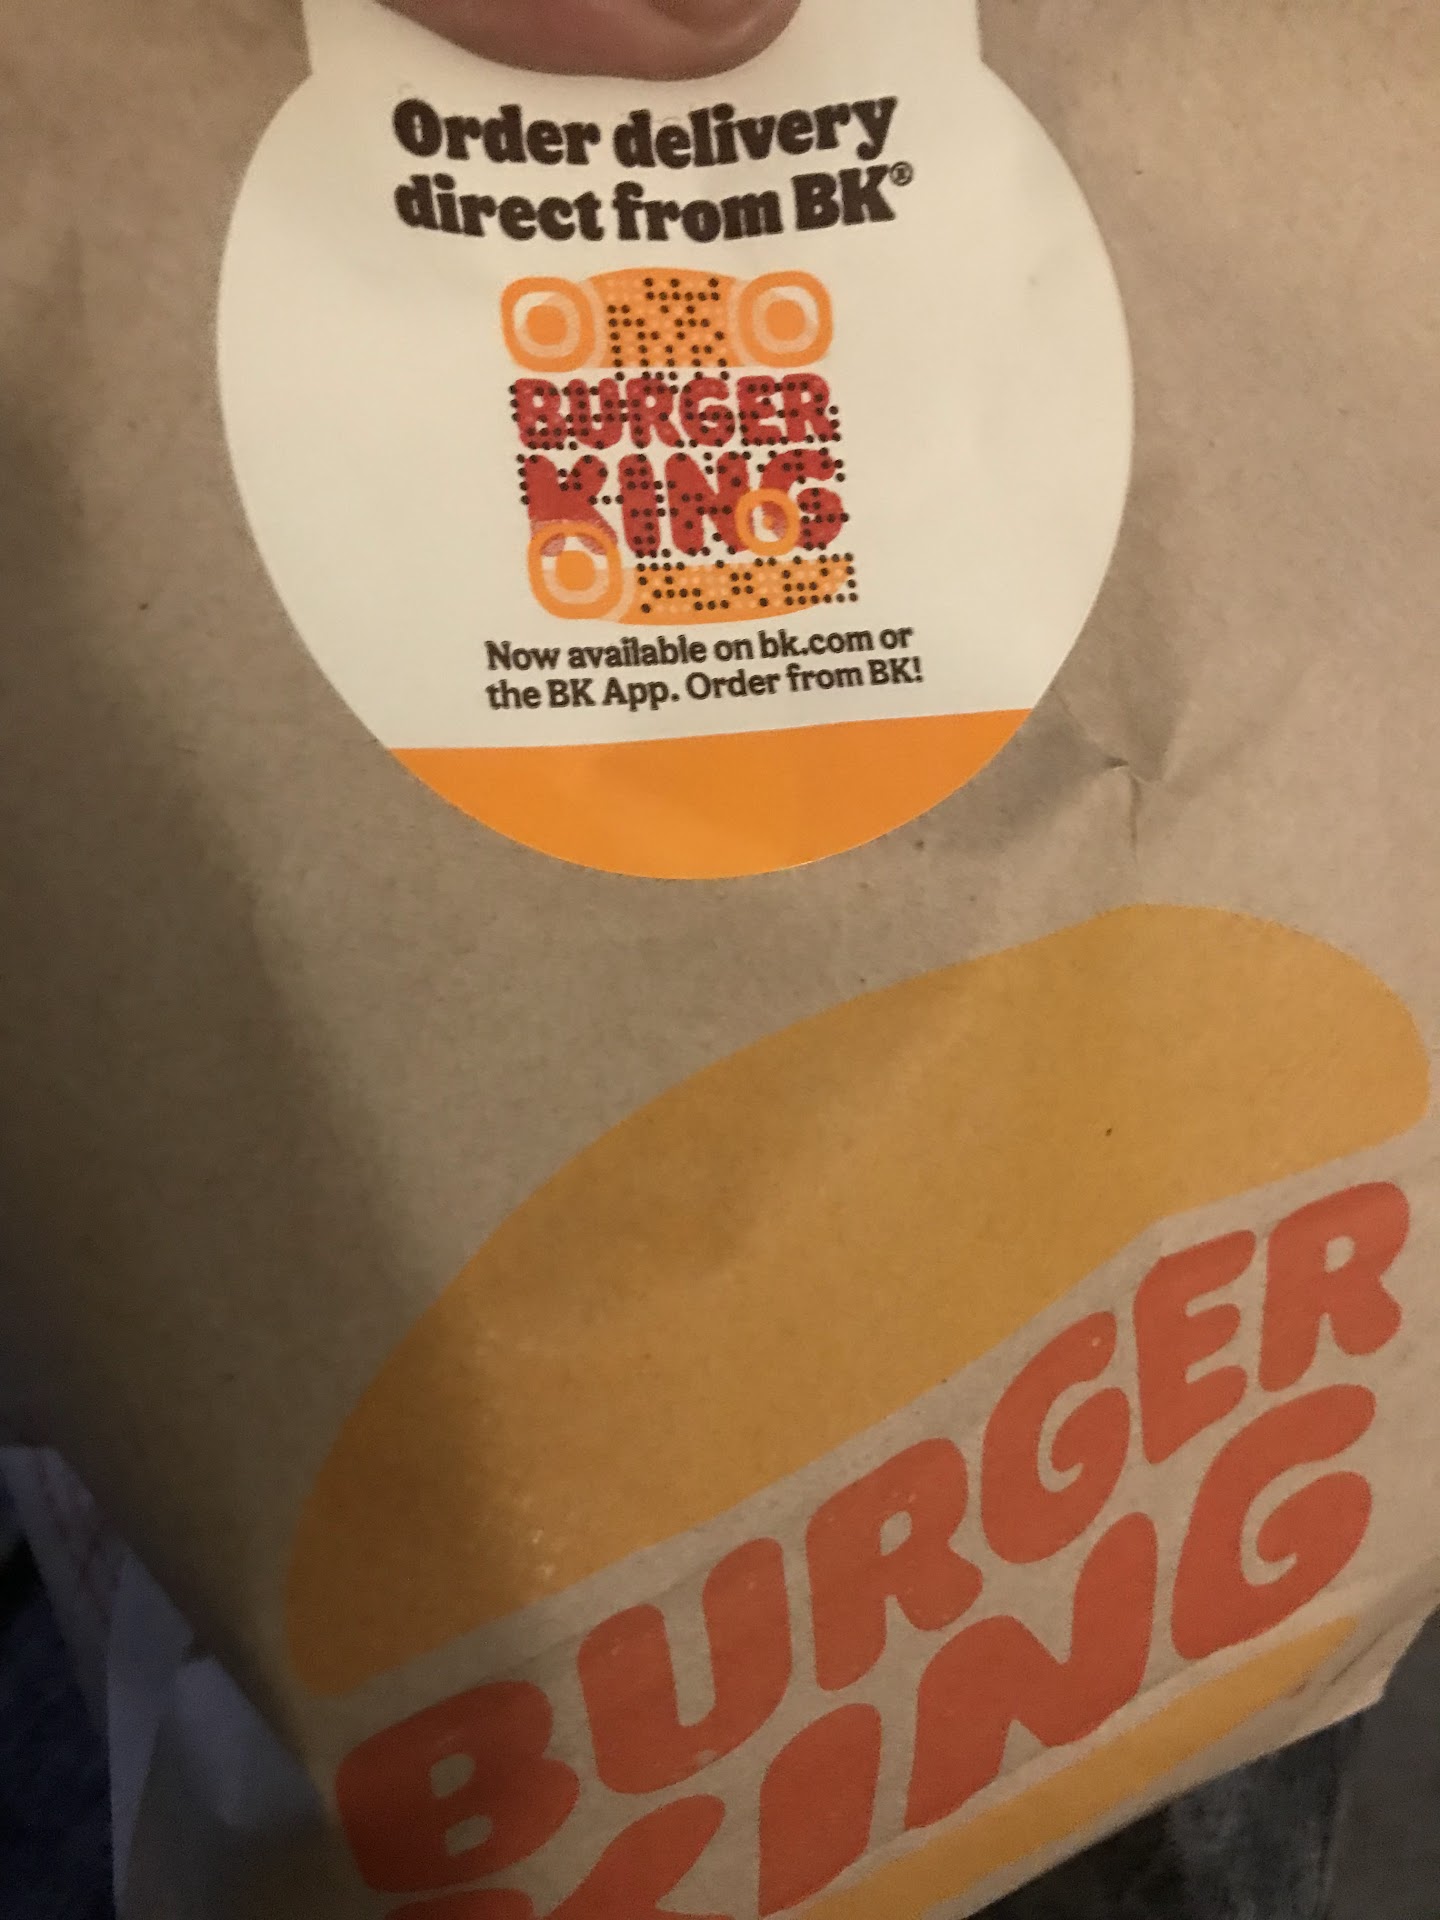 Order delivery
direct from BK®
BURGER
KING
Now available on bk.com or
the BK App. Order from BK!
BURGER
KING